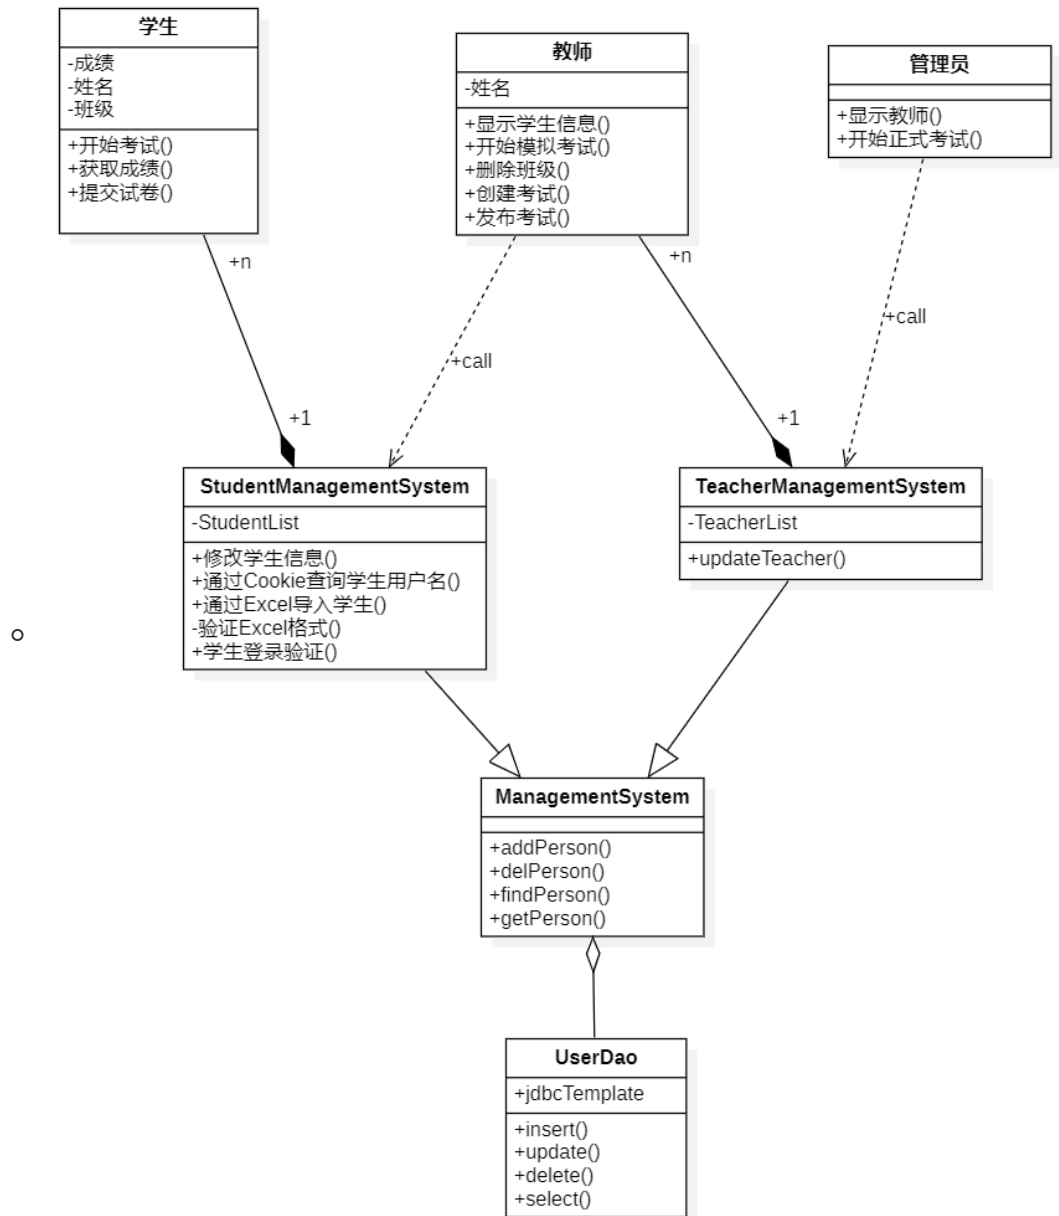 学生
-成绩
-姓名
-班级
+开始考试()
+获取成绩()
+提交试卷()
教师
-姓名
+显示学生信息()
+开始模拟考试()
+删除班级()
+创建考试()
+发布考试()
管理员
+显示教师()
+开始正式考试()
+n
+n
+call
+call
+1
+1
StudentManagementSystem
-StudentList
+修改学生信息()
+通过Cookie查询学生用户名()
+通过Excel导入学生()
-验证Excel格式()
+学生登录验证()
TeacherManagementSystem
-TeacherList
+updateTeacher()
ManagementSystem
+addPerson()
+delPerson()
+findPerson()
+getPerson()
UserDao
+jdbcTemplate
+insert()
+update()
+delete()
+select()